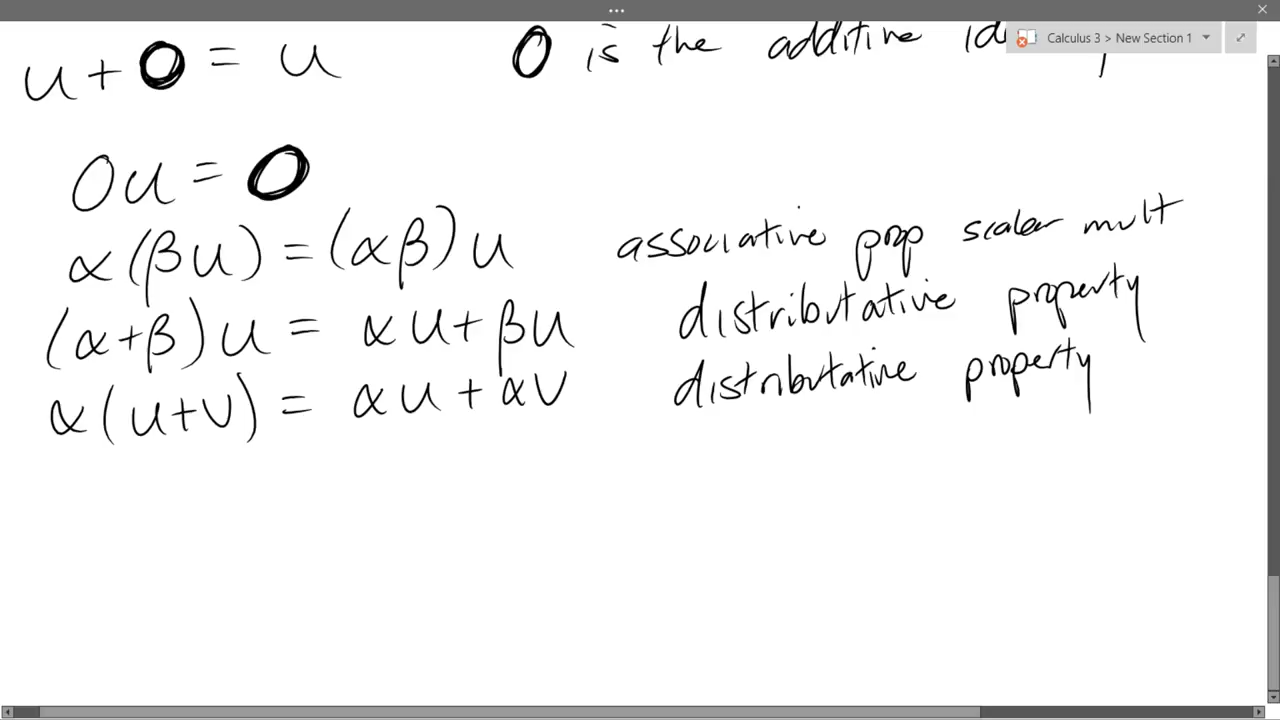 ...
u + 0 = u 0 is the additive
Calculus 3 > New Section 1
0u = 0
α(βu) = (αβ)u associative prop scalar mult
(α+β)u = αu + βu distributative property
α(u+v) = αu + αv distributative property